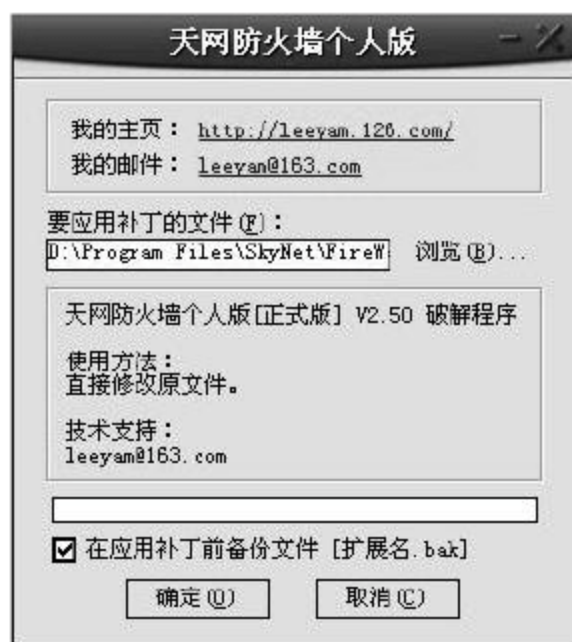 天网防火墙个人版
我的主页： http://leeyam.126.com/
我的邮件： leeyan@163.com
要应用补丁的文件(F)：
D:\Program Files\SkyNet\FireW
浏览(B)...
天网防火墙个人版[正式版] V2.50 破解程序
使用方法：
直接修改原文件。
技术支持：
leeyam@163.com
在应用补丁前备份文件 [扩展名.bak]
确定(O)
取消(C)